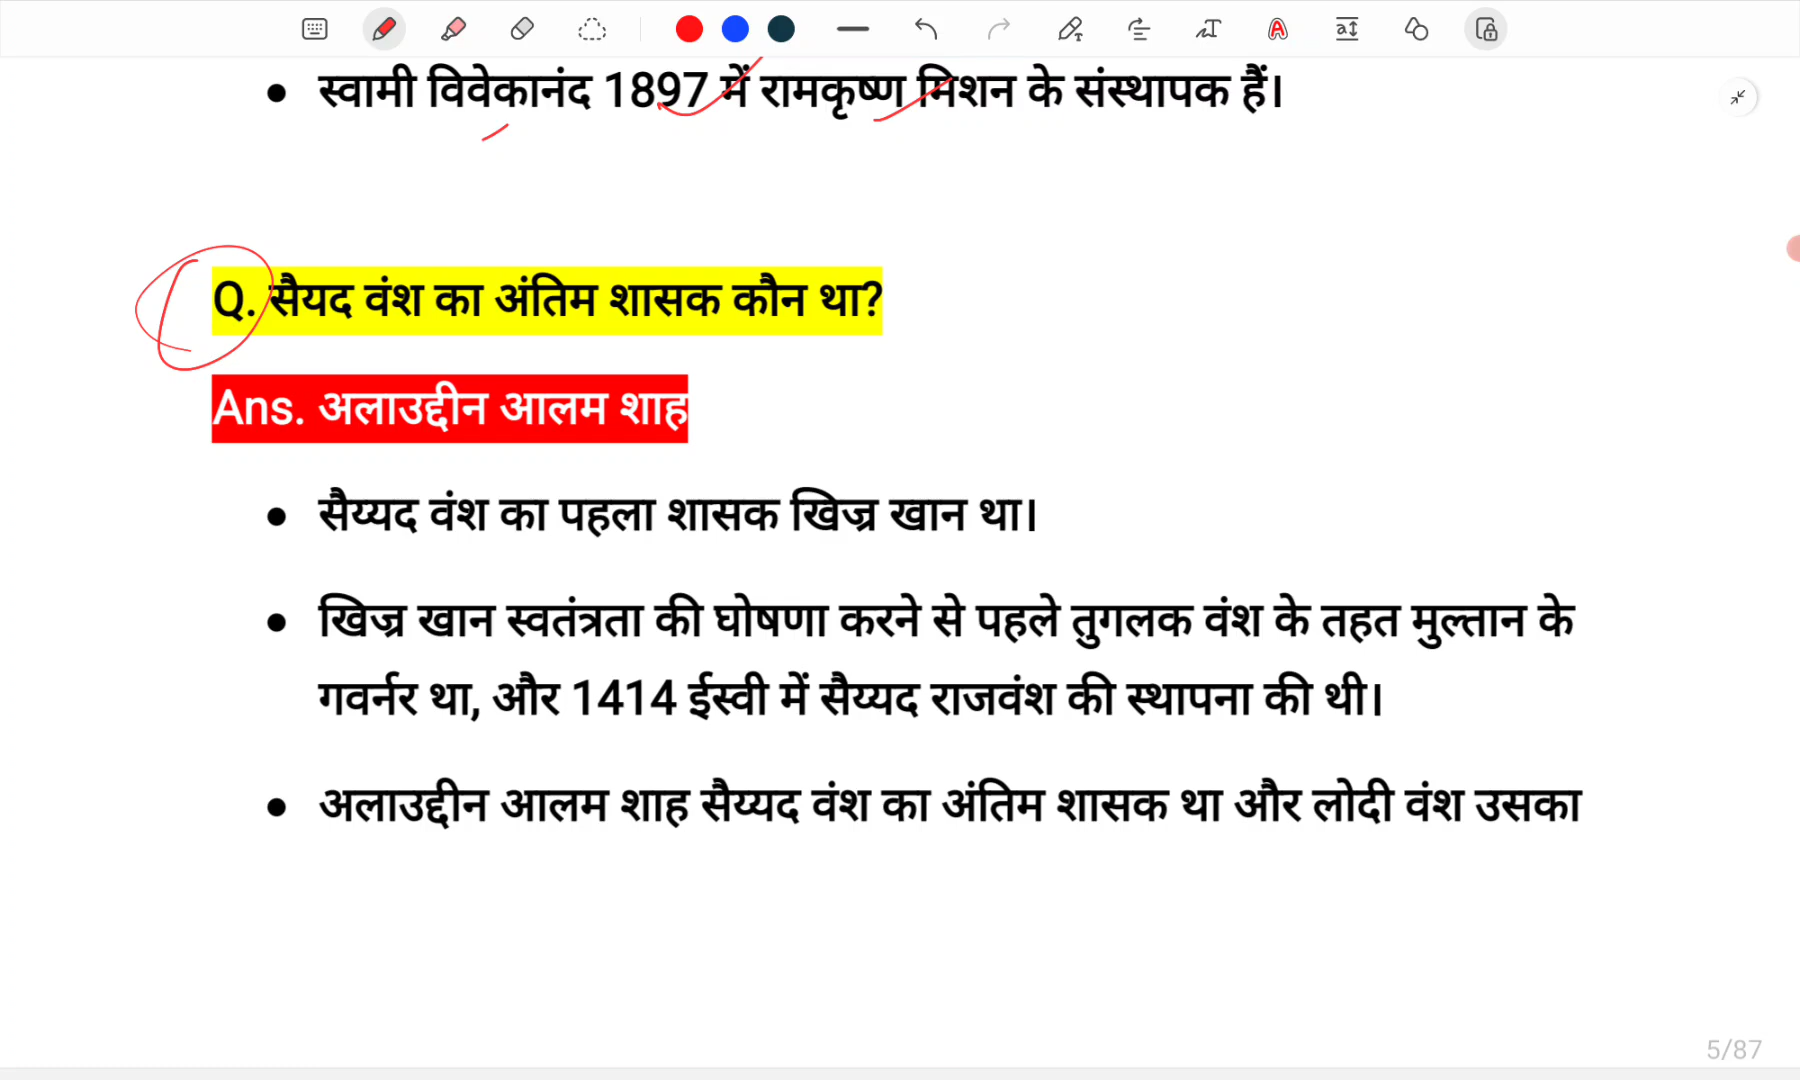 ● स्वामी विवेकानंद 1897 में रामकृष्ण मिशन के संस्थापक हैं।
Q. सैयद वंश का अंतिम शासक कौन था?
Ans. अलाउद्दीन आलम शाह
● सैय्यद वंश का पहला शासक खिज्र खान था।
● खिज्र खान स्वतंत्रता की घोषणा करने से पहले तुगलक वंश के तहत मुल्तान के
गवर्नर था, और 1414 ईस्वी में सैय्यद राजवंश की स्थापना की थी।
● अलाउद्दीन आलम शाह सैय्यद वंश का अंतिम शासक था और लोदी वंश उसका
5/87